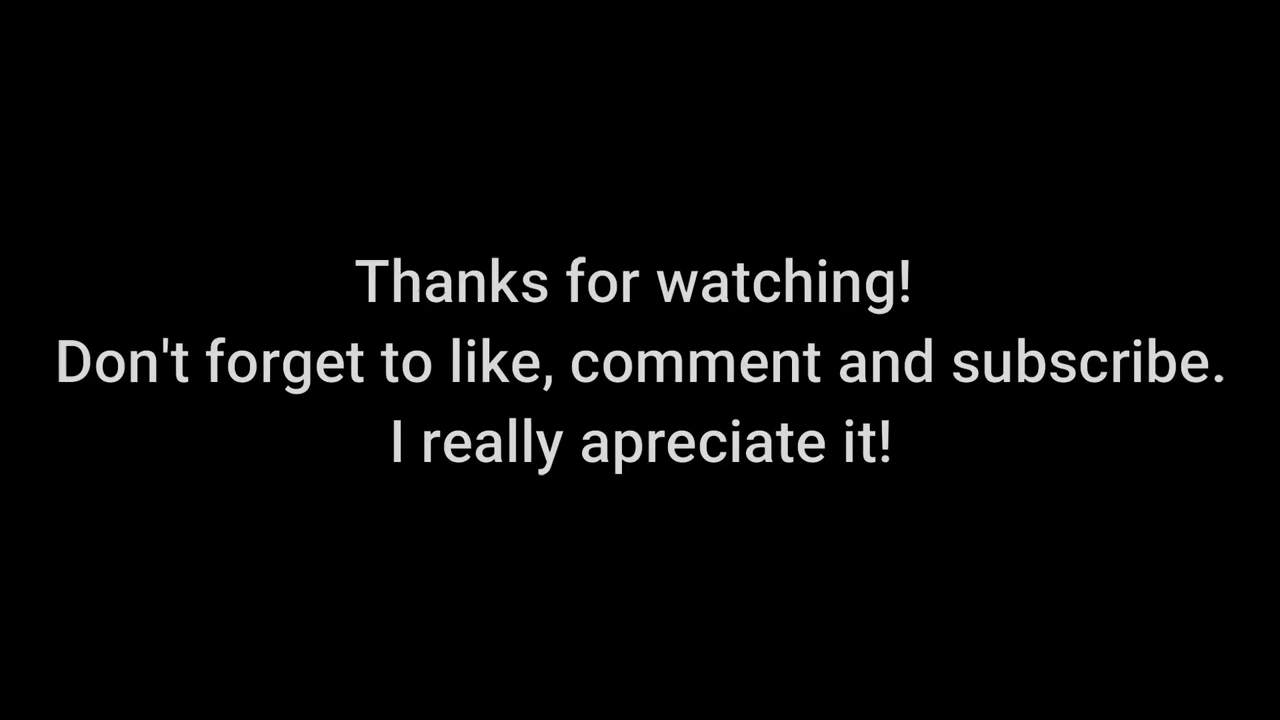 Thanks for watching!
Don't forget to like, comment and subscribe.
I really apreciate it!